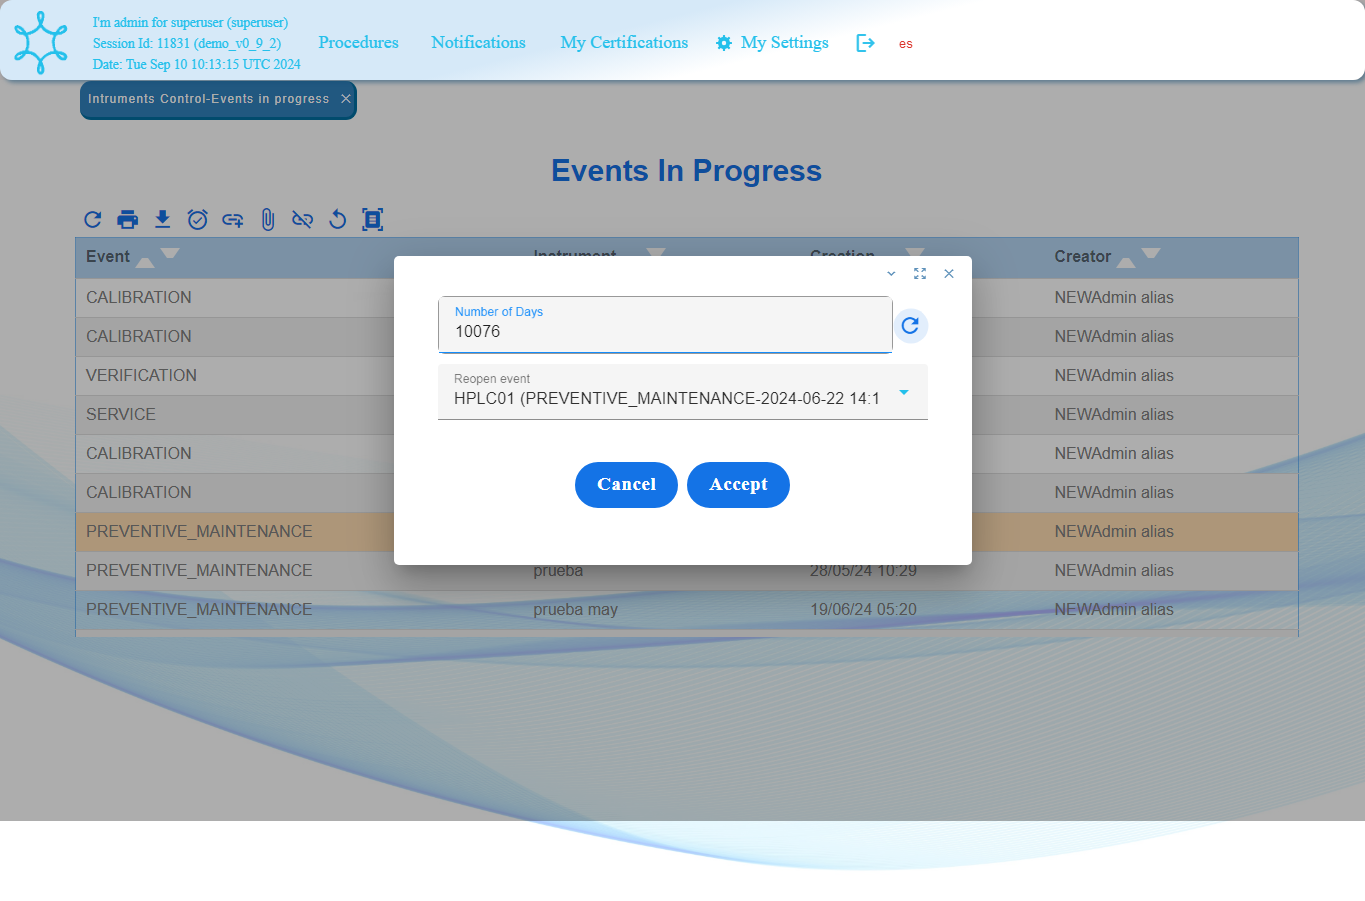 I'm admin for superuser (superuser)
Session Id: 11831 (demo_v0_9_2)
Date: Tue Sep 10 10:13:15 UTC 2024
Procedures
Notifications
My Certifications
My Settings
es
Intruments Control-Events in progress
Events In Progress
Event
Instrument
Creation
Creator
CALIBRATION
NEWAdmin alias
CALIBRATION
NEWAdmin alias
VERIFICATION
NEWAdmin alias
SERVICE
NEWAdmin alias
CALIBRATION
NEWAdmin alias
CALIBRATION
NEWAdmin alias
PREVENTIVE_MAINTENANCE
NEWAdmin alias
PREVENTIVE_MAINTENANCE
prueba
28/05/24 10:29
NEWAdmin alias
PREVENTIVE_MAINTENANCE
prueba may
19/06/24 05:20
NEWAdmin alias
Number of Days
10076
Reopen event
HPLC01 (PREVENTIVE_MAINTENANCE-2024-06-22 14:1
Cancel
Accept